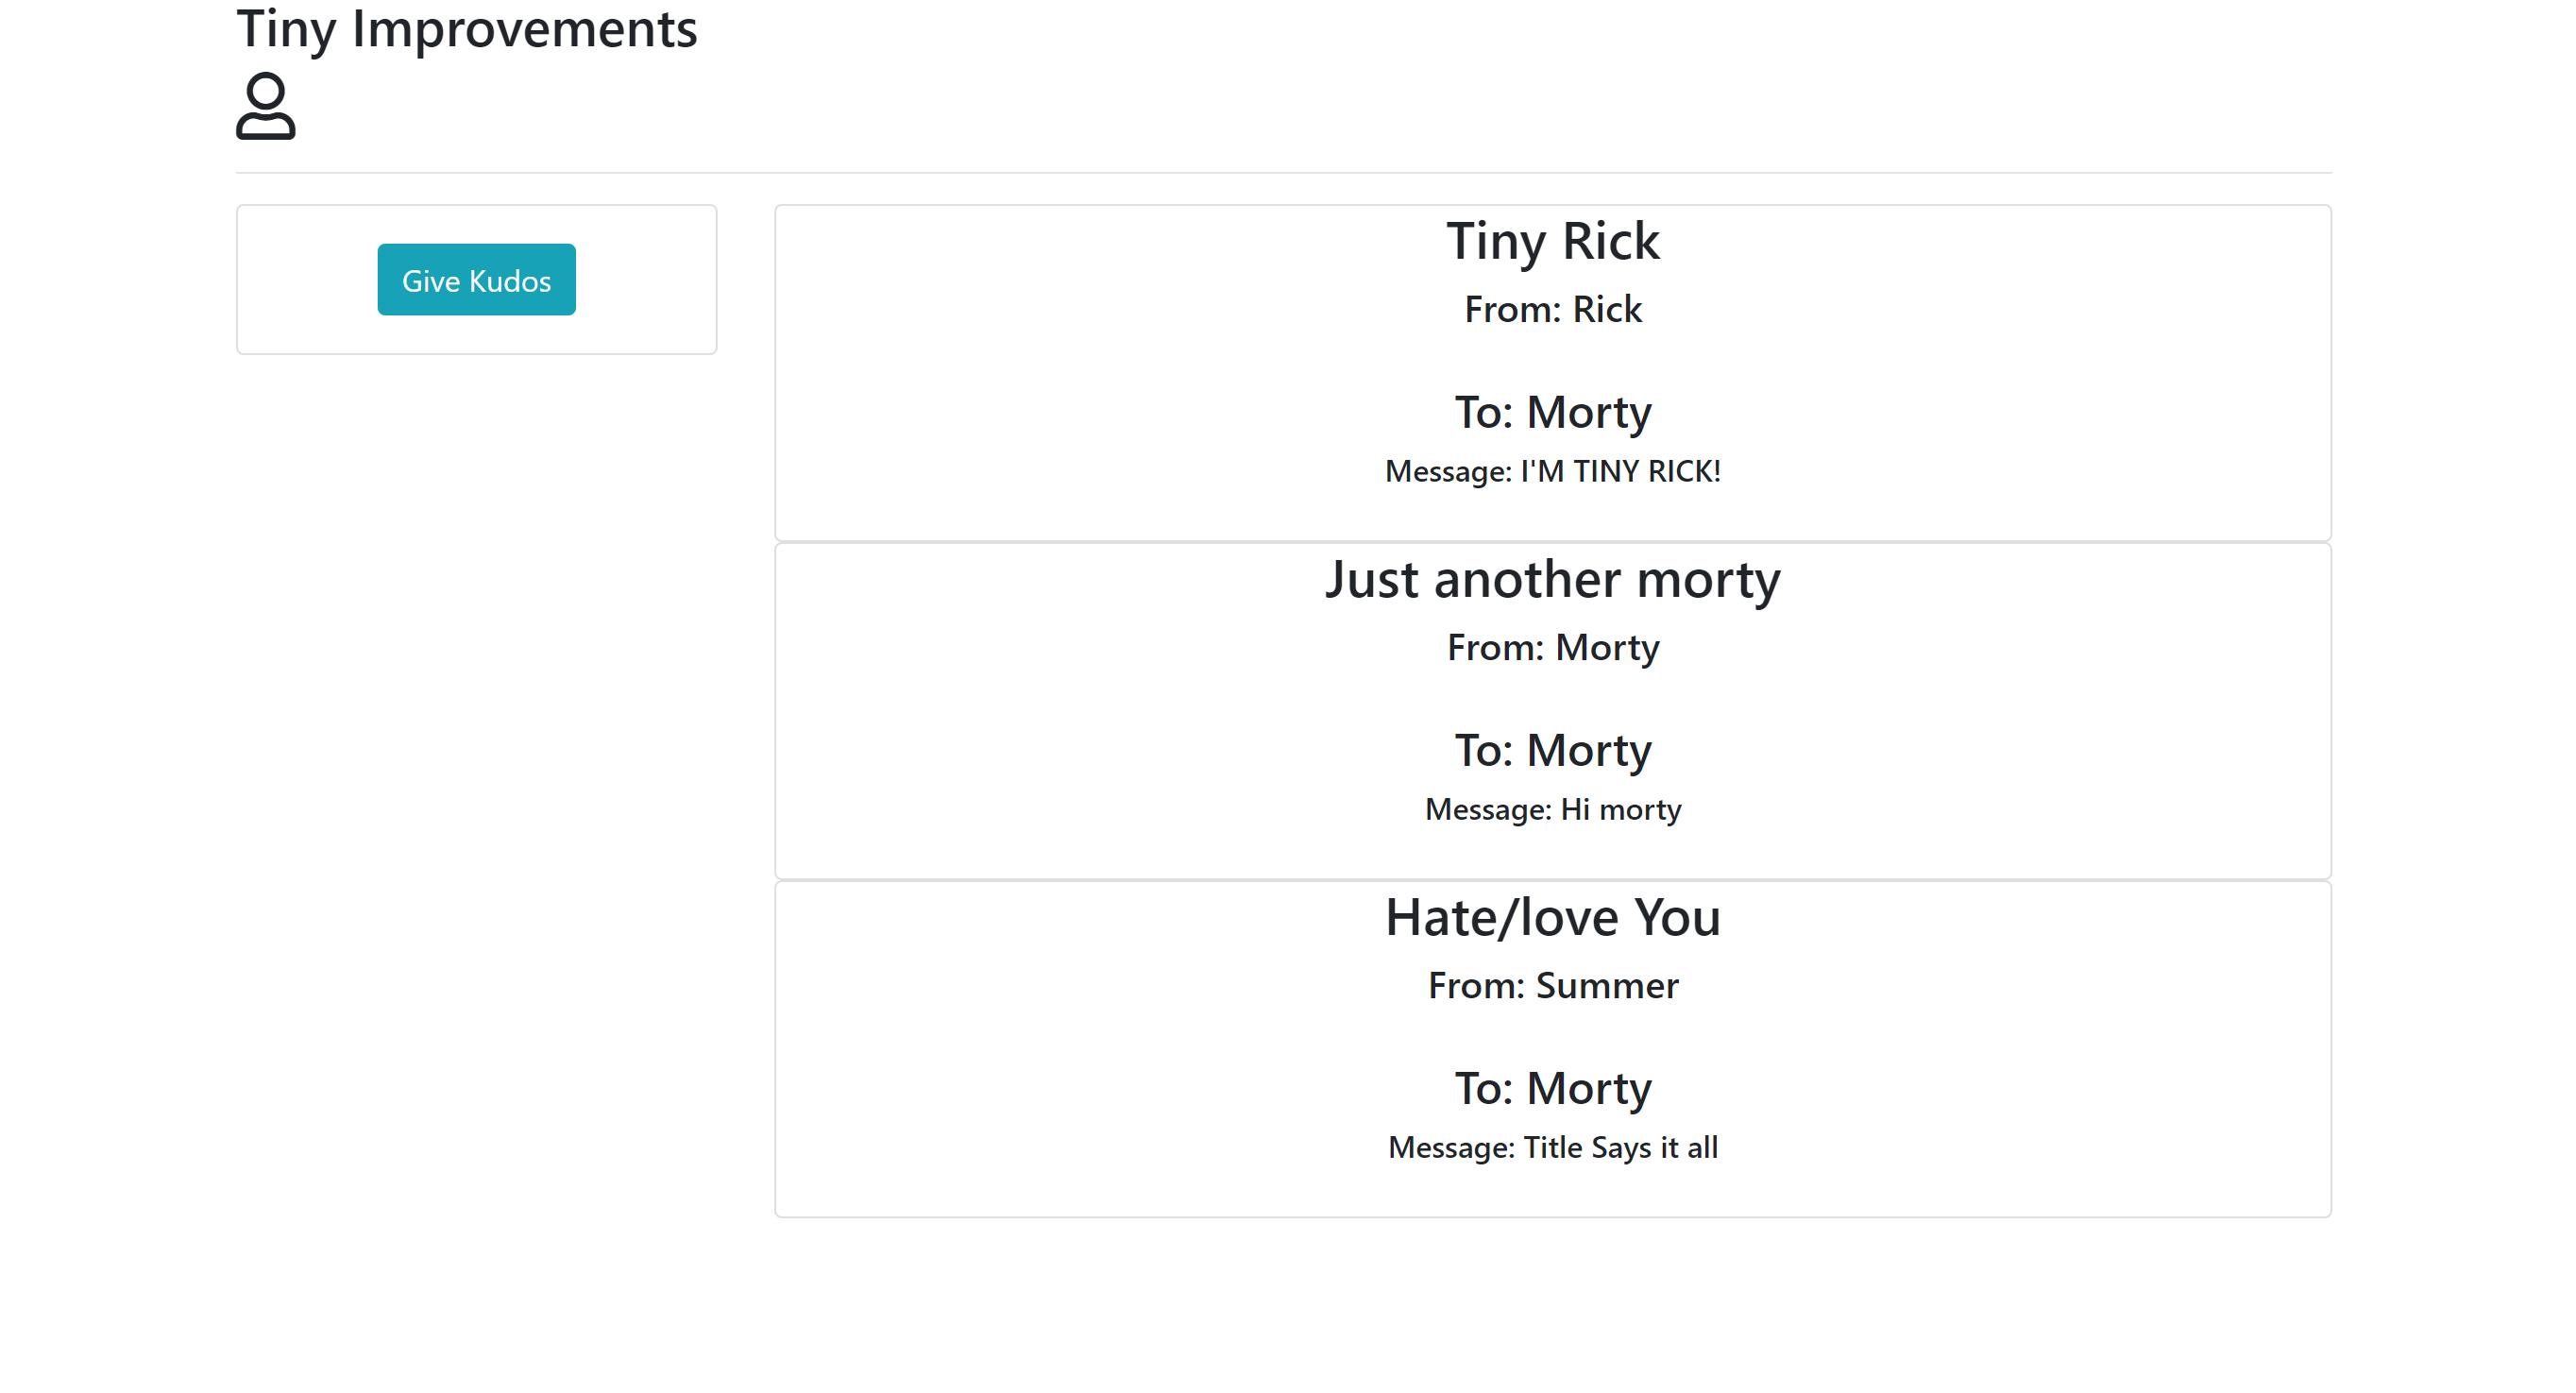 Tiny Improvements
Give Kudos
Tiny Rick
From: Rick
To: Morty
Message: I'M TINY RICK!
Just another morty
From: Morty
To: Morty
Message: Hi morty
Hate/love You
From: Summer
To: Morty
Message: Title Says it all